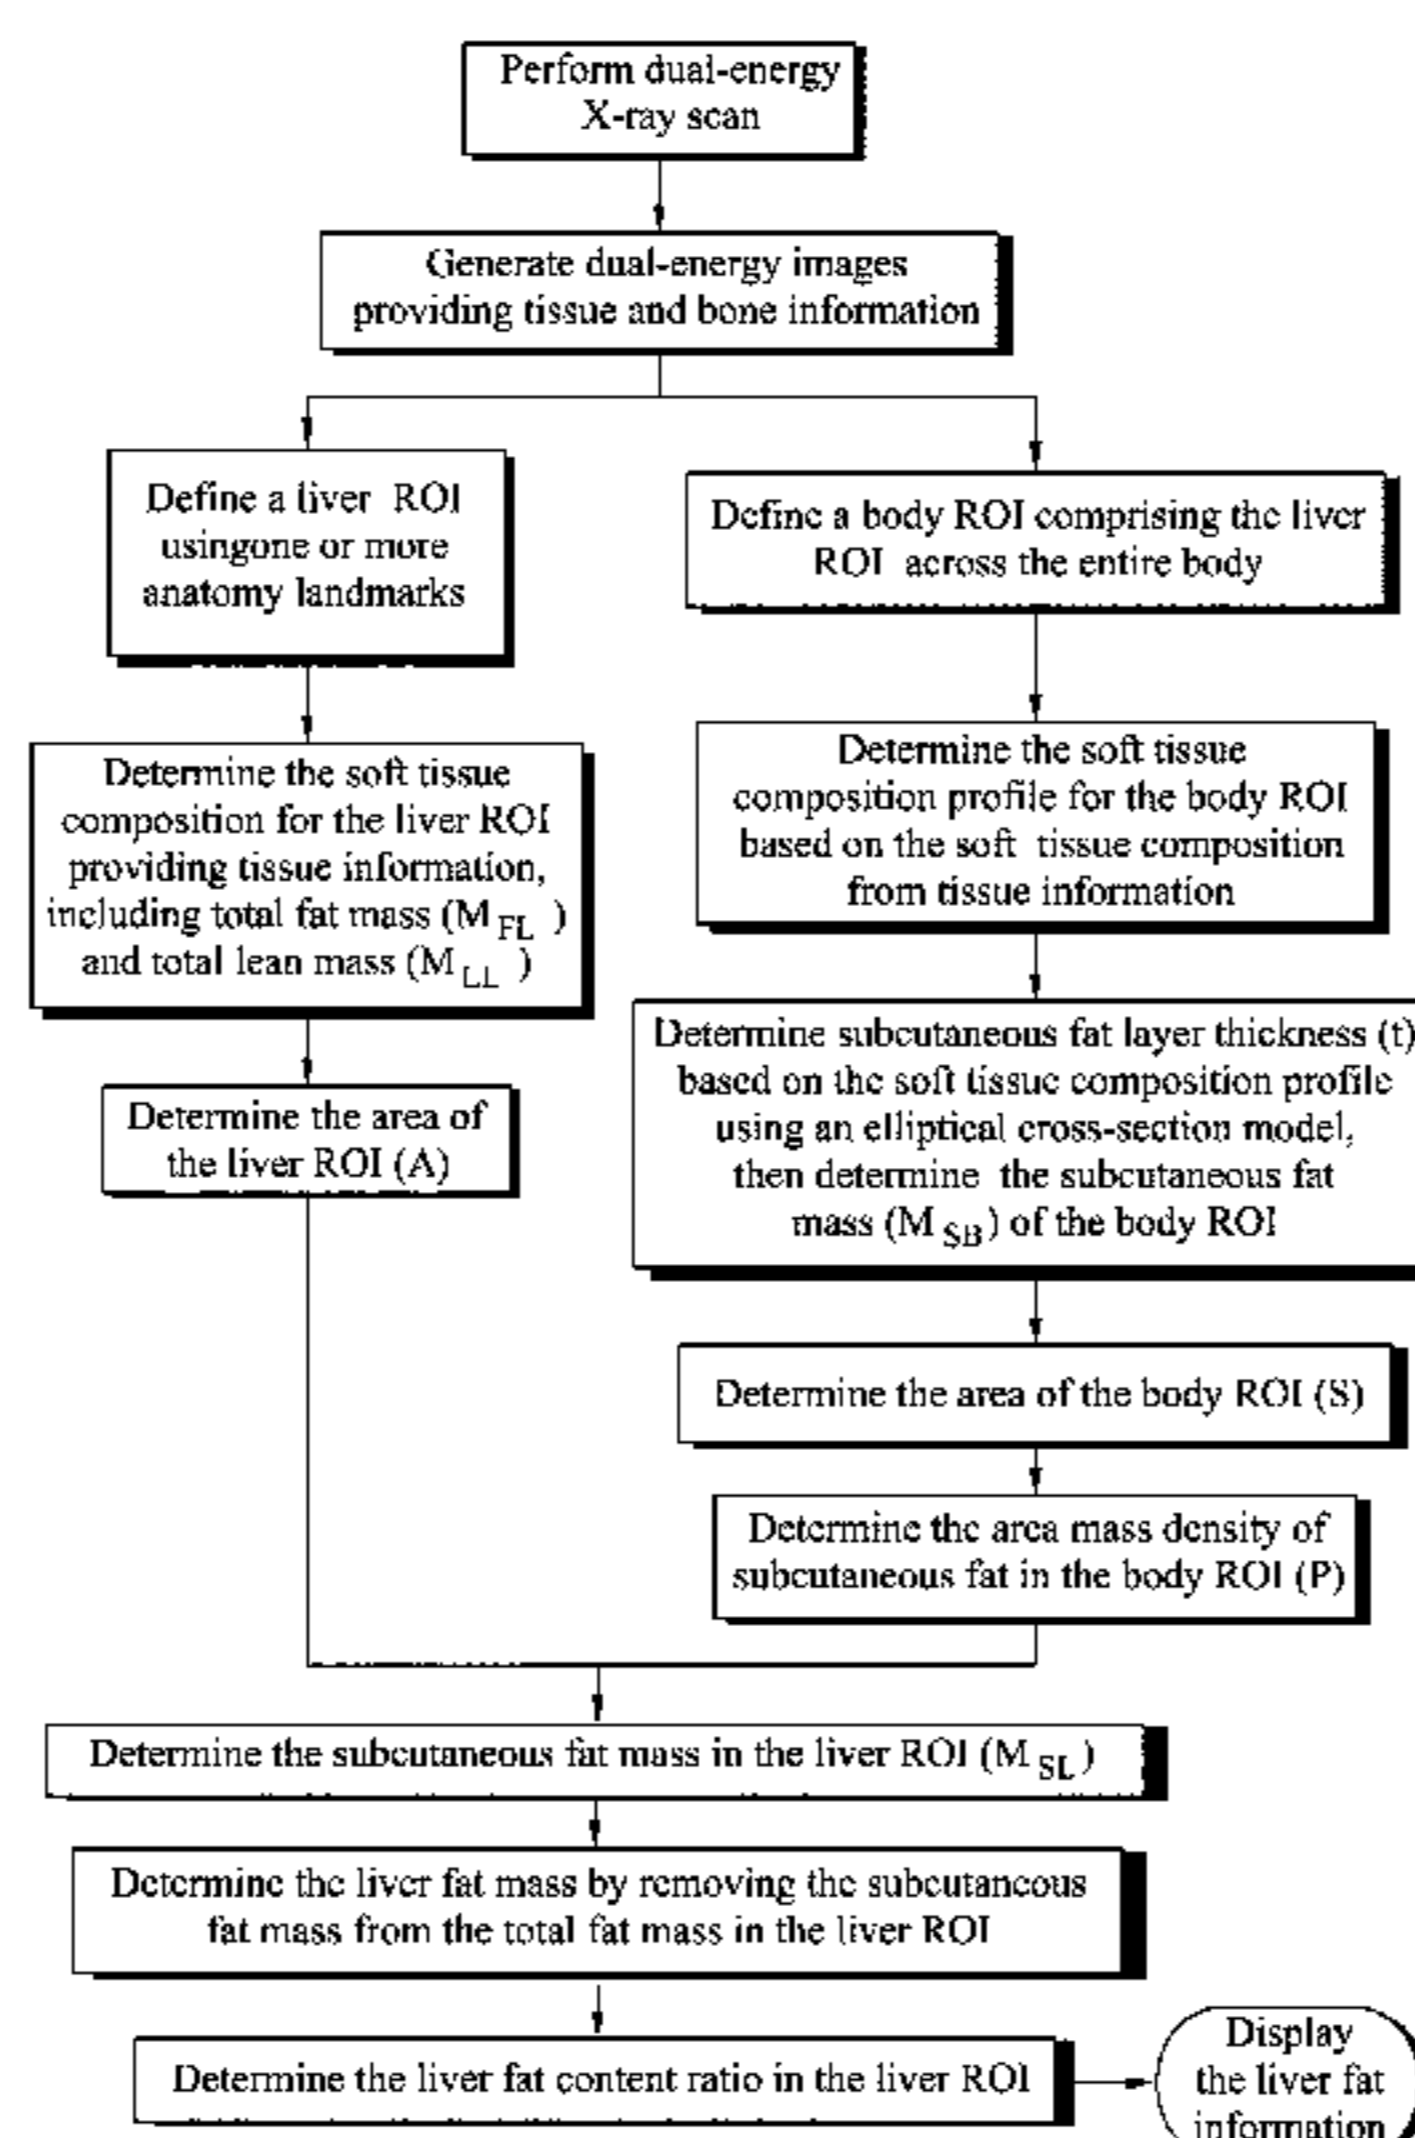 Perform dual-energy
X-ray scan
Generate dual-energy images
providing tissue and bone information
Define a liver ROI
usingone or more
anatomy landmarks
Define a body ROI comprising the liver
ROI across the entire body
Determine the soft tissue
composition for the liver ROI
providing tissue information,
including total fat mass (M FL )
and total lean mass (M LL )
Determine the soft tissue
composition profile for the body ROI
based on the soft tissue composition
from tissue information
Determine the area of
the liver ROI (A)
Determine subcutaneous fat layer thickness (t)
based on the soft tissue composition profile
using an elliptical cross-section model,
then determine the subcutaneous fat
mass (M SB) of the body ROI
Determine the area of the body ROI (S)
Determine the area mass density of
subcutaneous fat in the body ROI (P)
Determine the subcutaneous fat mass in the liver ROI (M SL )
Determine the liver fat mass by removing the subcutaneous
fat mass from the total fat mass in the liver ROI
Determine the liver fat content ratio in the liver ROI
Display
the liver fat
information